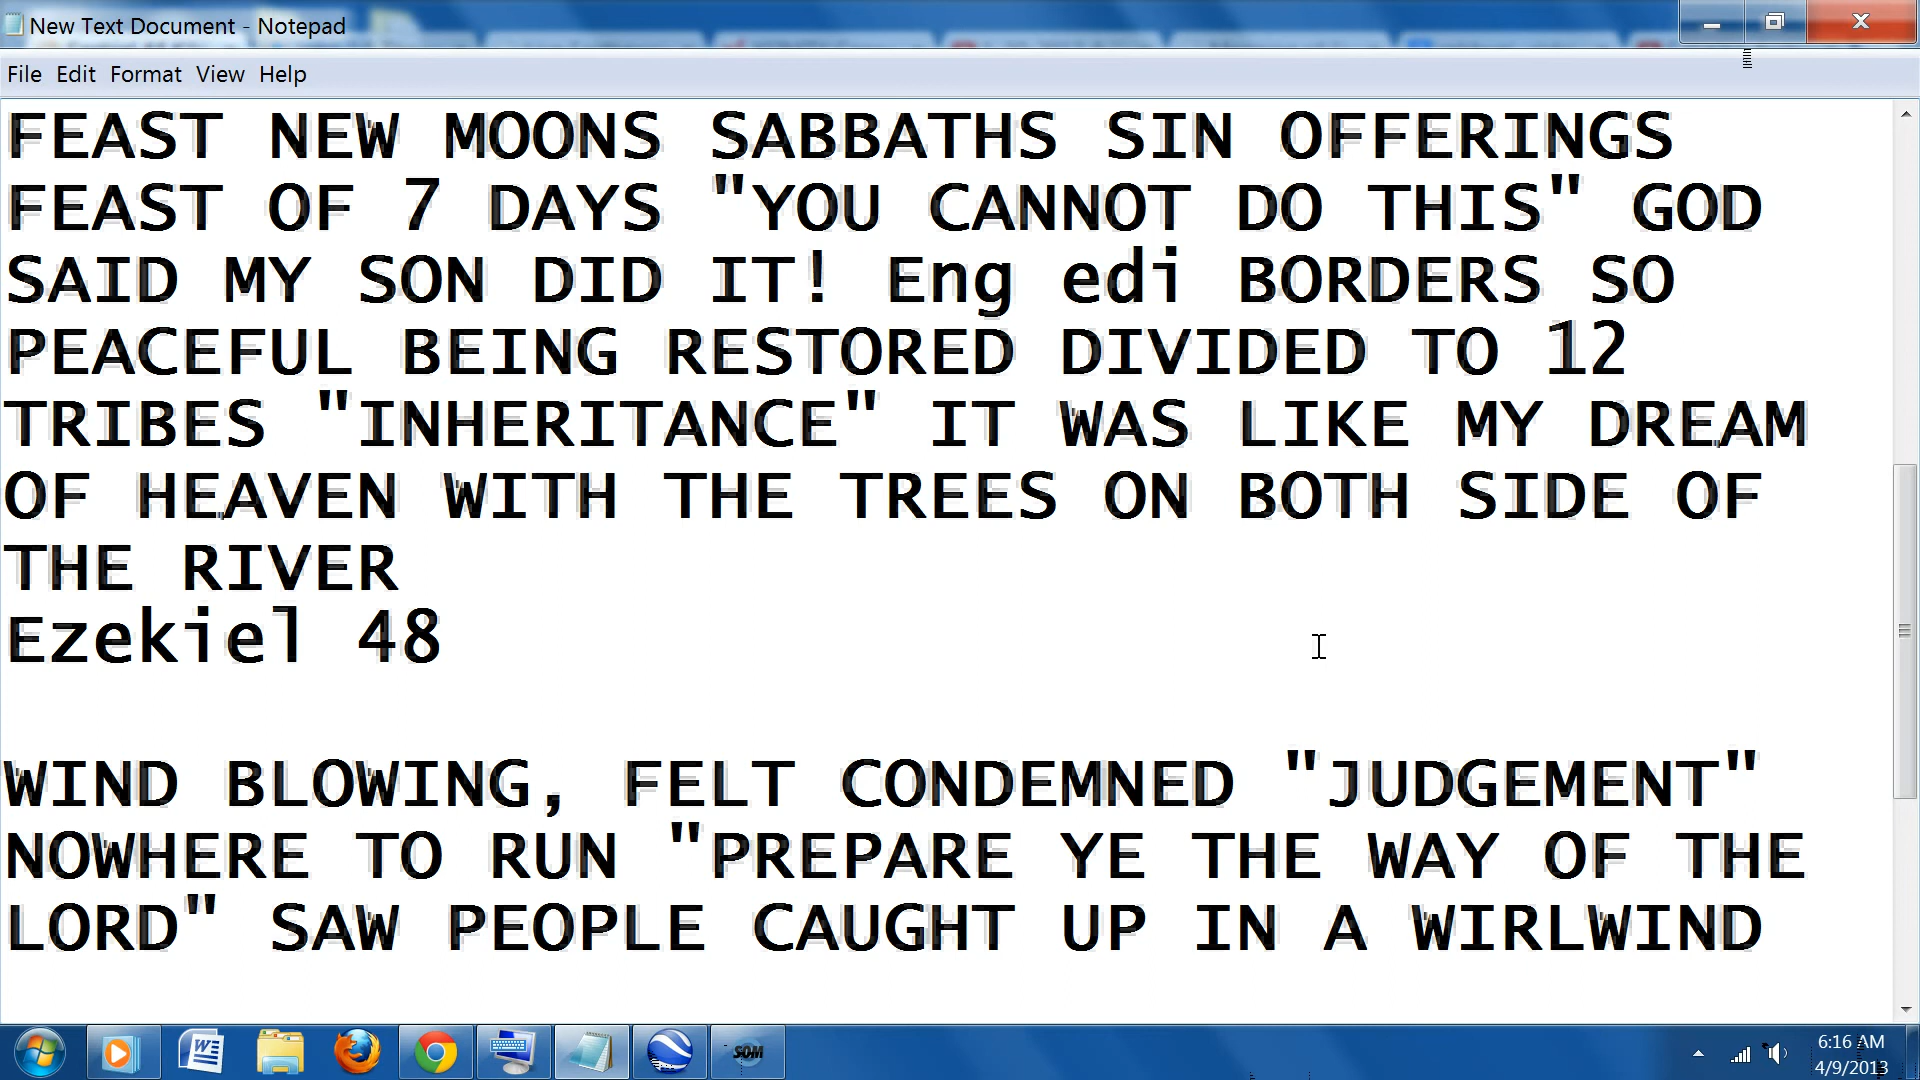 New Text Document - Notepad
File Edit Format View Help
FEAST NEW MOONS SABBATHS SIN OFFERINGS
FEAST OF 7 DAYS "YOU CANNOT DO THIS" GOD
SAID MY SON DID IT! Eng edi BORDERS SO
PEACEFUL BEING RESTORED DIVIDED TO 12
TRIBES "INHERITANCE" IT WAS LIKE MY DREAM
OF HEAVEN WITH THE TREES ON BOTH SIDE OF
THE RIVER
Ezekiel 48
WIND BLOWING, FELT CONDEMNED "JUDGEMENT"
NOWHERE TO RUN "PREPARE YE THE WAY OF THE
LORD" SAW PEOPLE CAUGHT UP IN A WIRLWIND
SOM
6:16 AM
4/9/2013